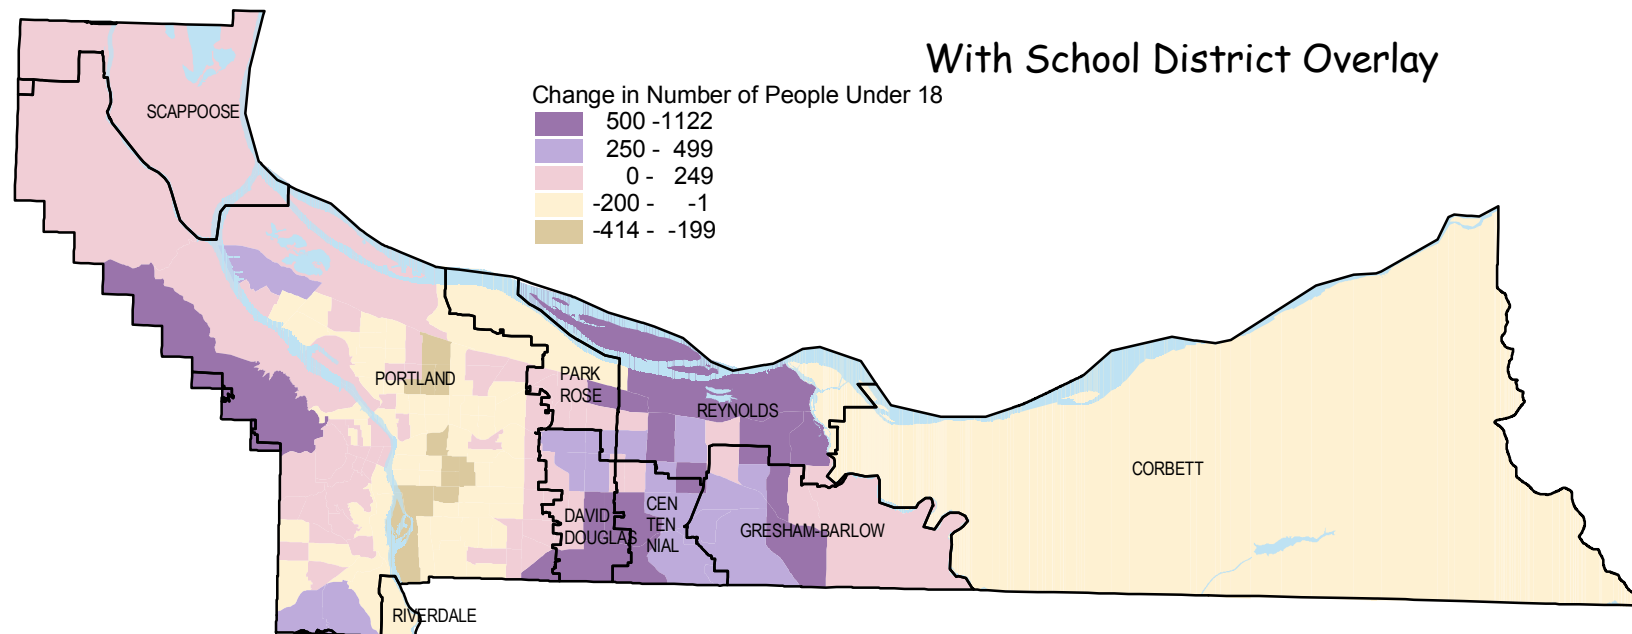 With School District Overlay
Change in Number of People Under 18
500 -1122
250 - 499
0 - 249
-200 - -1
-414 - -199
SCAPPOOSE
PORTLAND
PARK
ROSE
REYNOLDS
CORBETT
DAVID
DOUGLAS
CEN
TEN
NIAL
GRESHAM-BARLOW
RIVERDALE